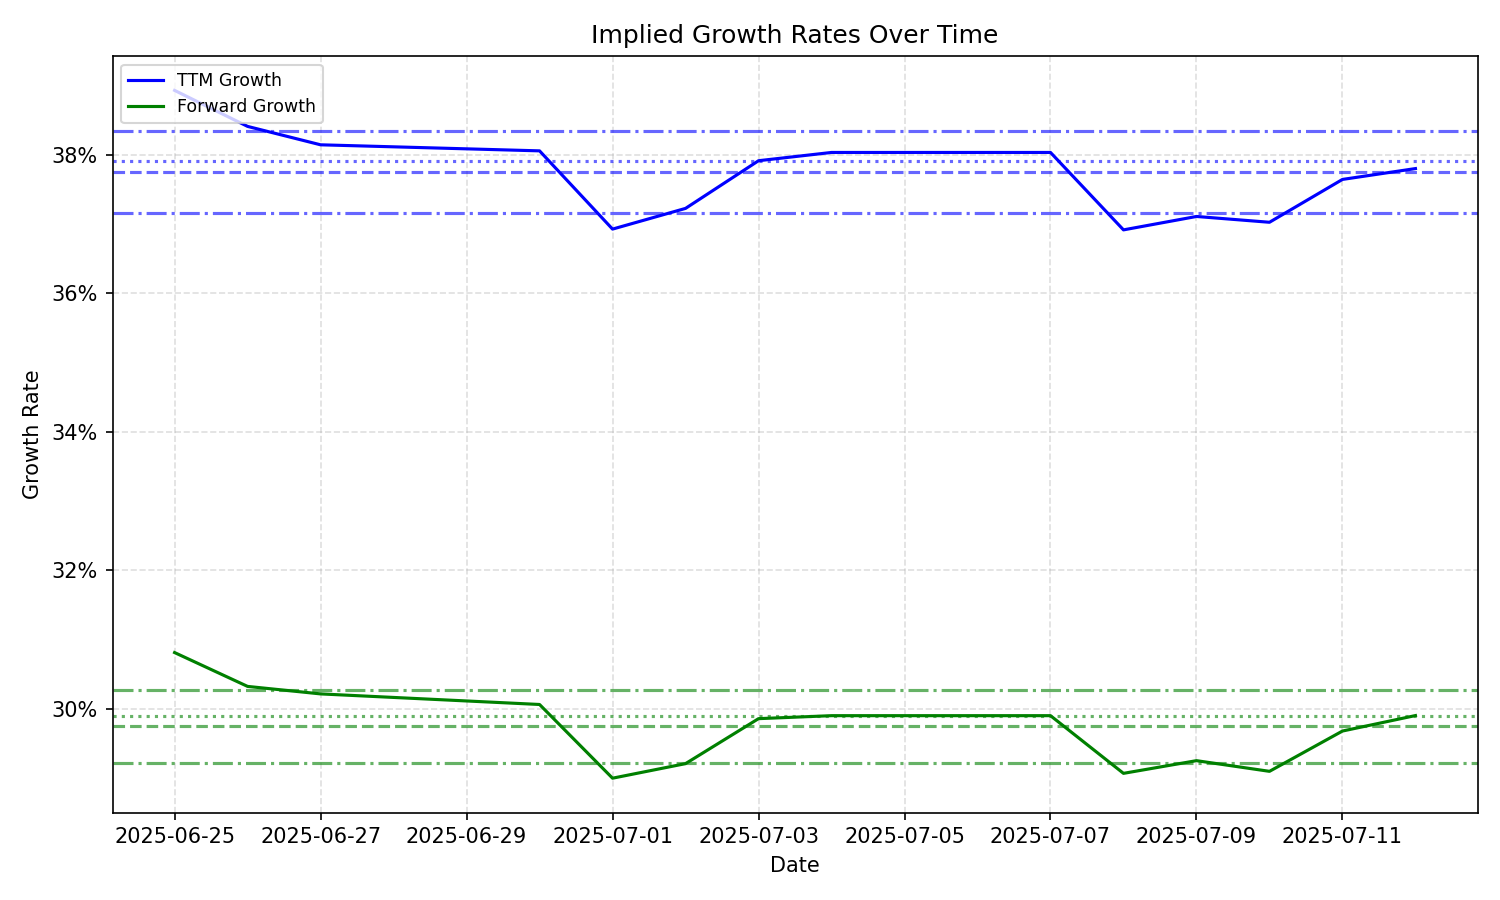 Implied Growth Rates Over Time
TTM Growth
Forward Growth
38%
36%
34%
32%
30%
Growth Rate
2025-06-25 2025-06-27 2025-06-29 2025-07-01 2025-07-03 2025-07-05 2025-07-07 2025-07-09 2025-07-11
Date